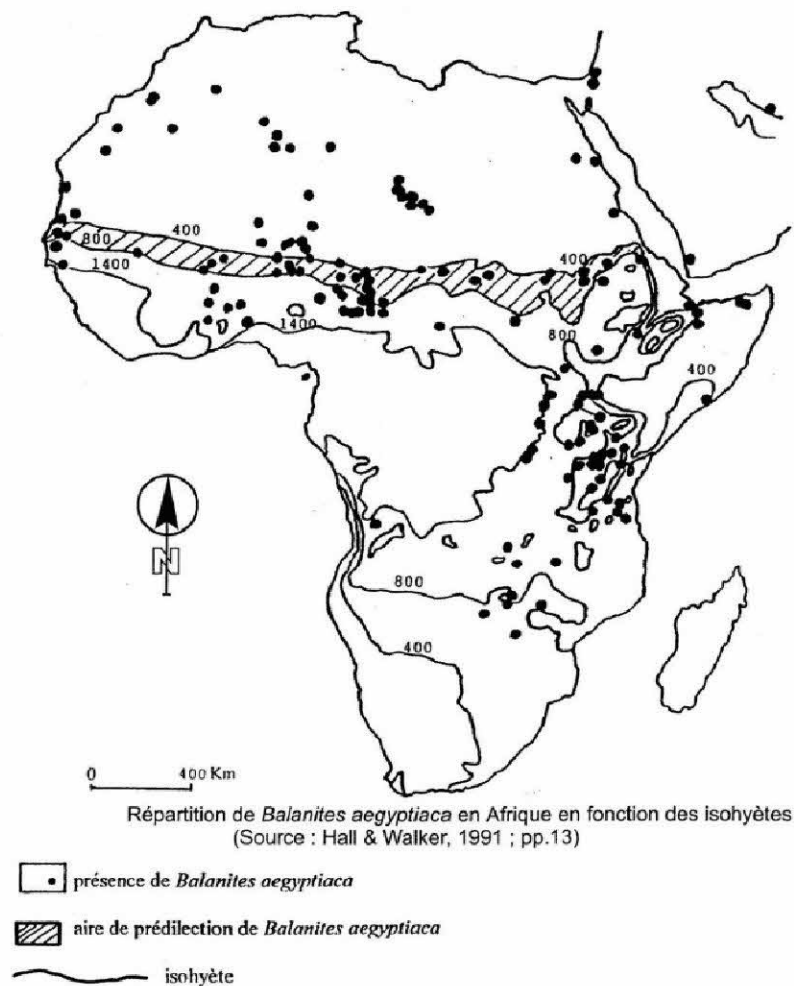 400
400
800
1400
1400
800
400
800
400
N
0 400 Km
Répartition de Balanites aegyptiaca en Afrique en fonction des isohyètes
(Source : Hall & Walker, 1991 ; pp.13)
présence de Balanites aegyptiaca
aire de prédilection de Balanites aegyptiaca
isohyète